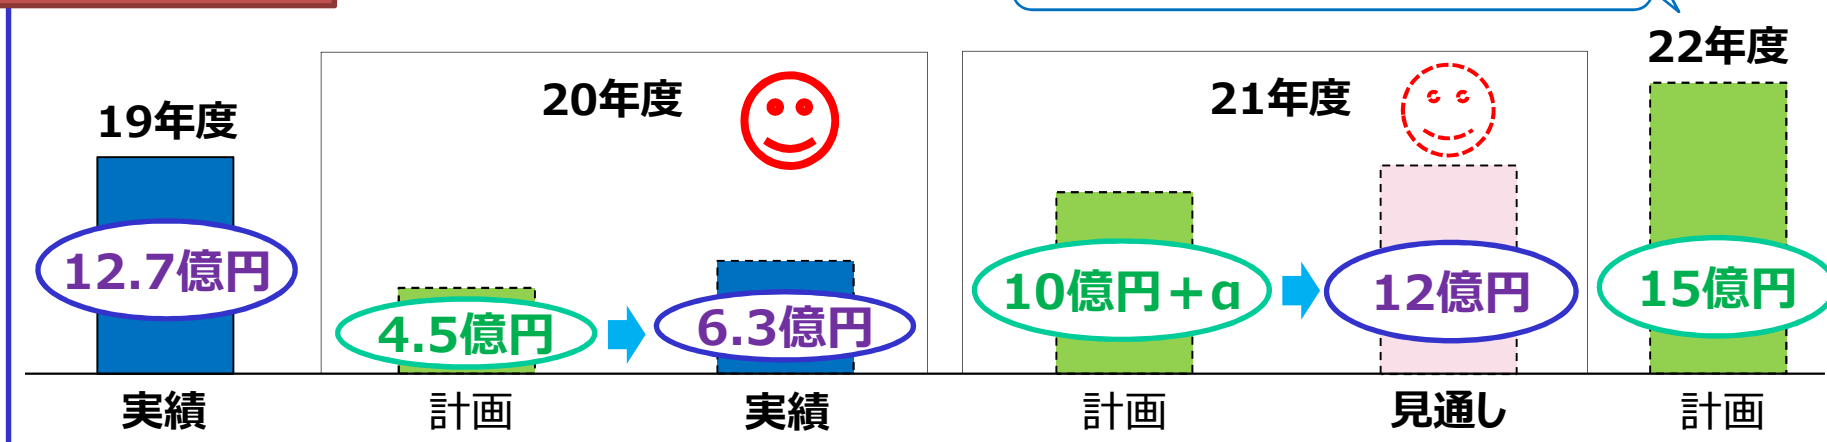 19年度
20年度
21年度
22年度
12.7億円
4.5億円
6.3億円
10億円＋α
12億円
15億円
実績
計画
実績
計画
見通し
計画